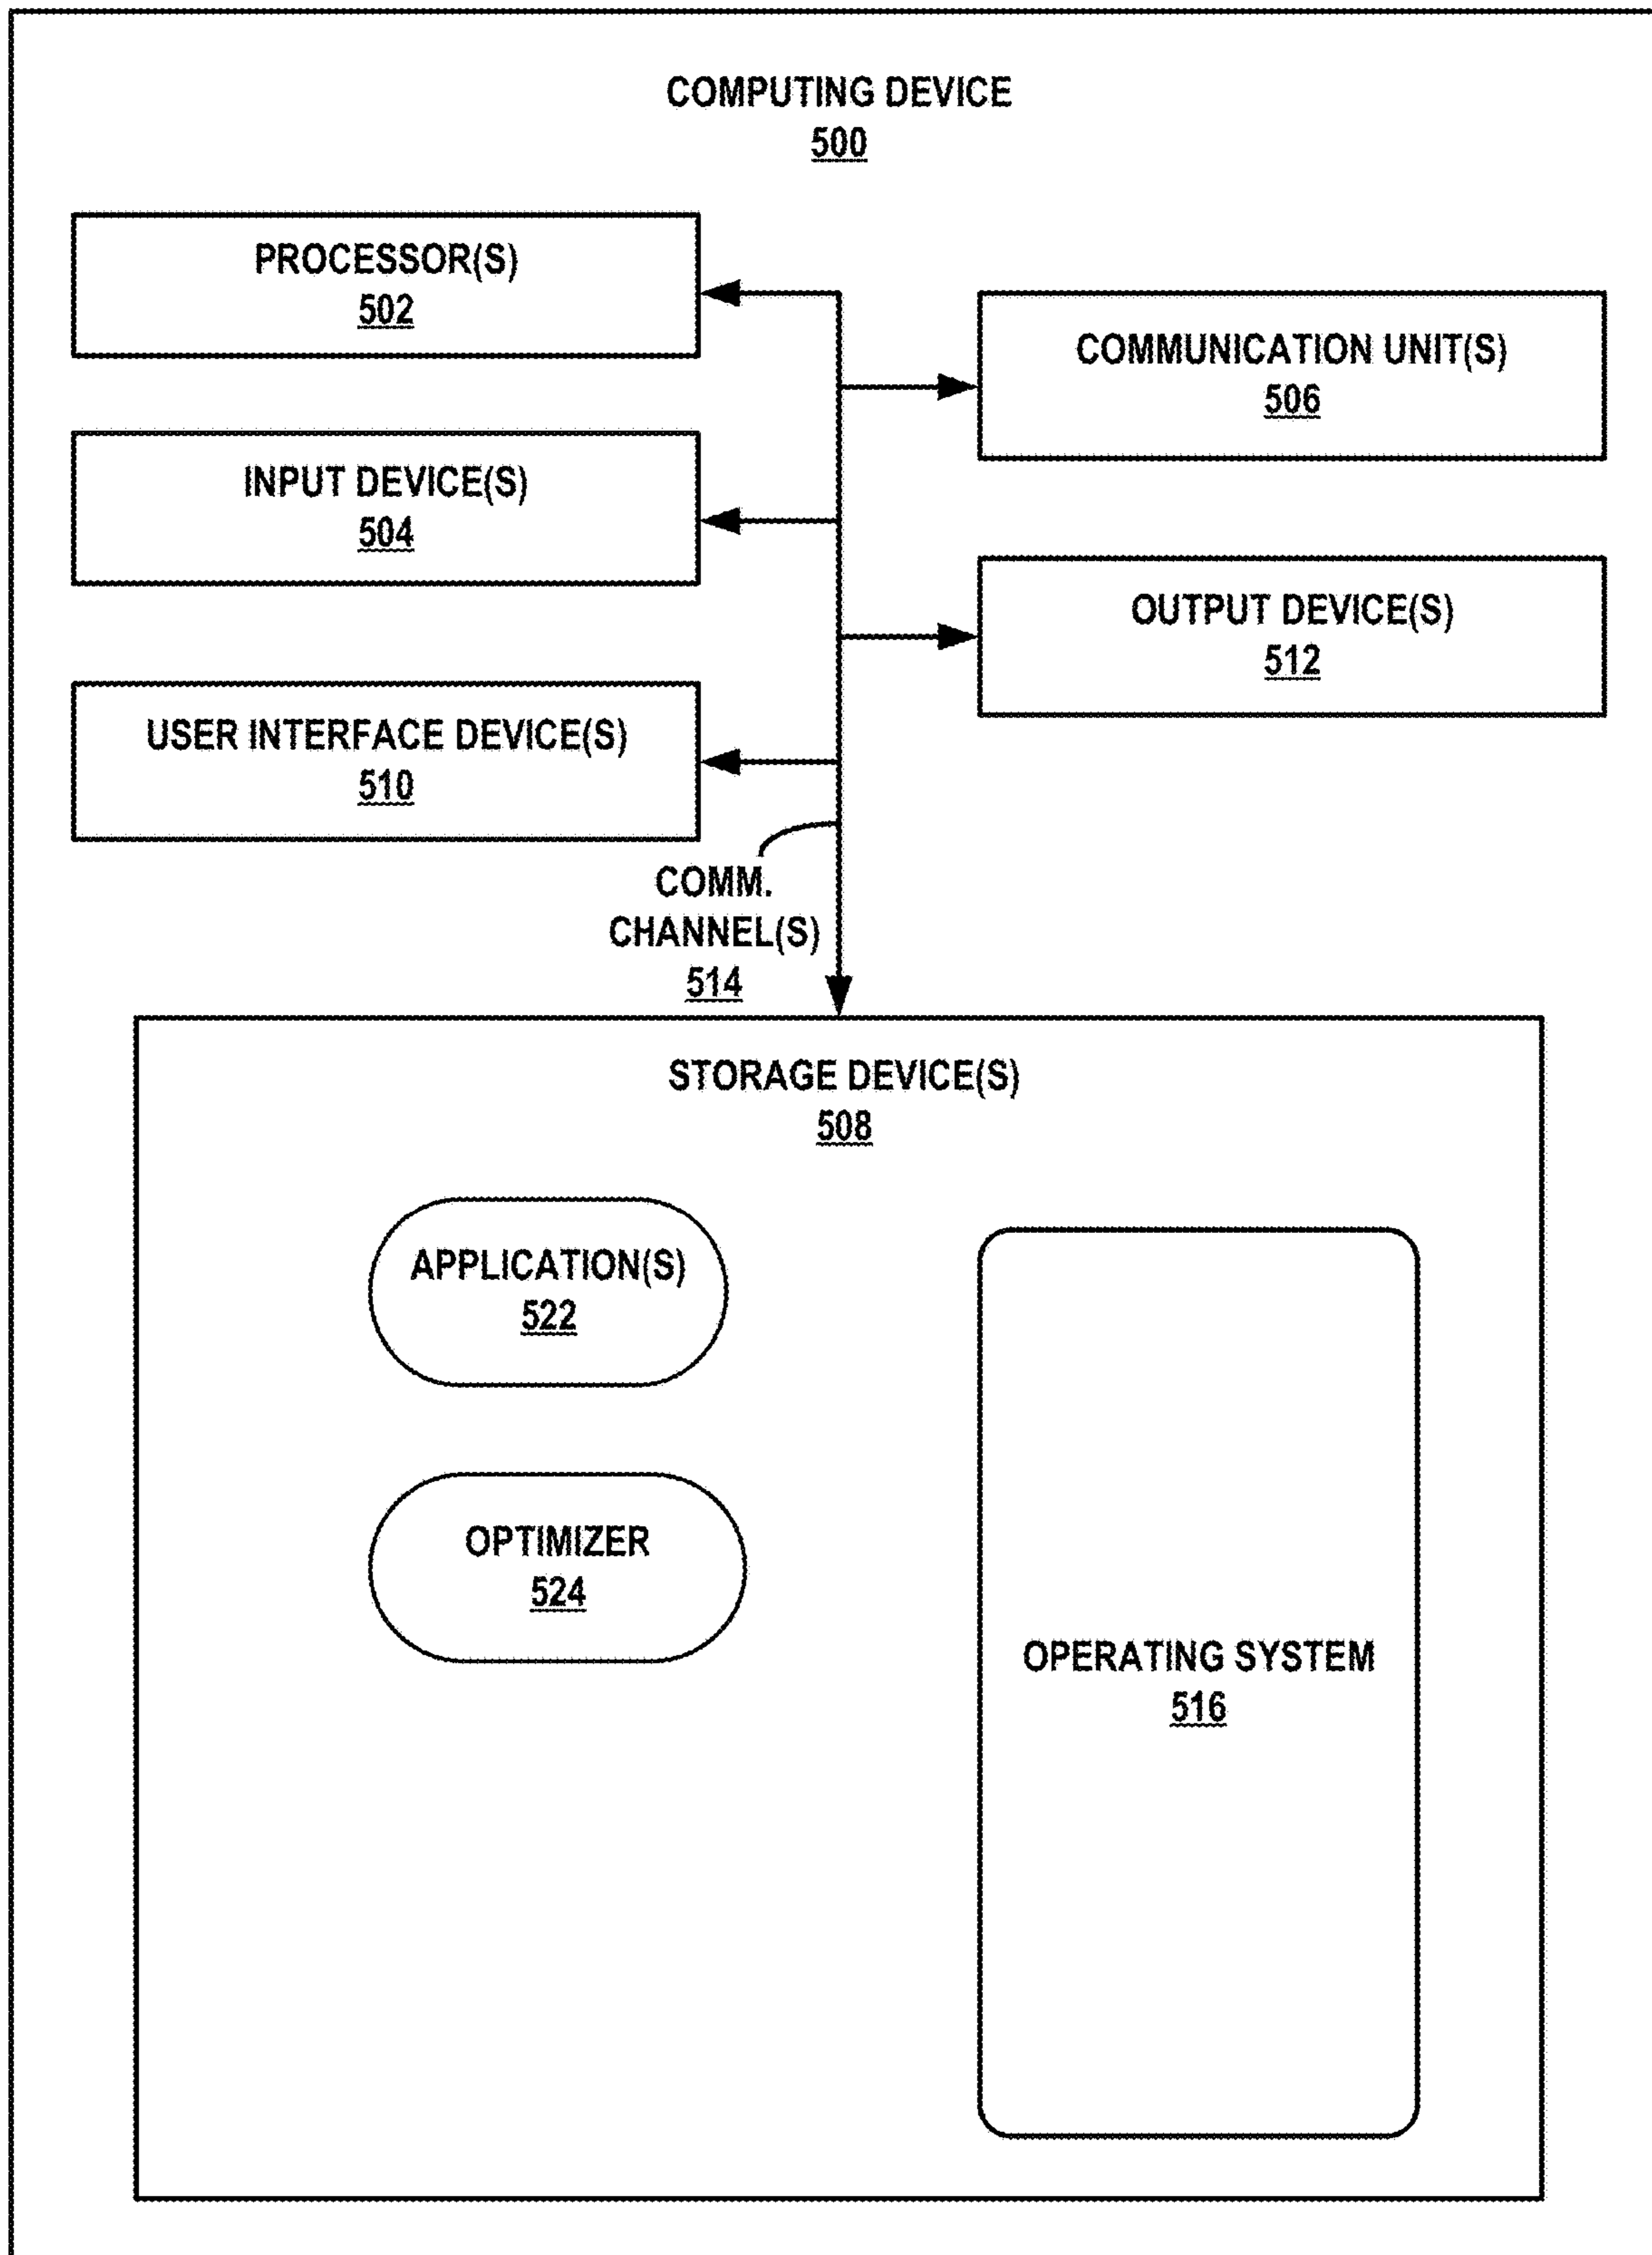 COMPUTING DEVICE
500
PROCESSOR(S)
502
COMMUNICATION UNIT(S)
506
INPUT DEVICE(S)
504
OUTPUT DEVICE(S)
512
USER INTERFACE DEVICE(S)
510
COMM.
CHANNEL(S)
514
STORAGE DEVICE(S)
508
APPLICATION(S)
522
OPTIMIZER
524
OPERATING SYSTEM
516